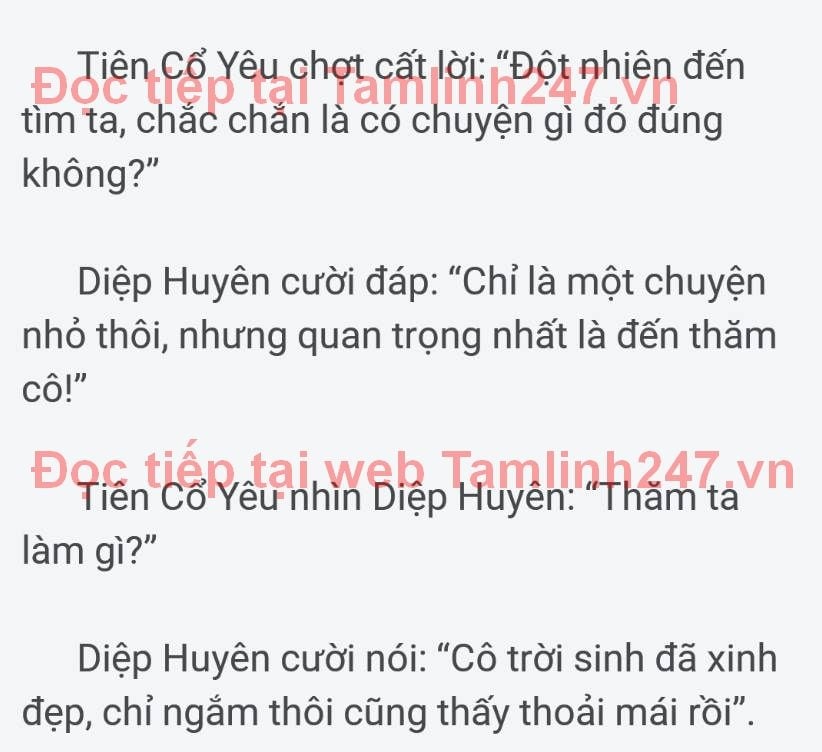 Tiên Cổ Yêu chợt cất lời: “Đột nhiên đến
Đọc tiếp tại Tamlinh247.vn
tìm ta, chắc chắn là có chuyện gì đó đúng
không?”
Diệp Huyên cười đáp: “Chỉ là một chuyện
nhỏ thôi, nhưng quan trọng nhất là đến thăm
cô!”
Đọc tiếp tại web Tamlinh247.vn
Tiên Cổ Yêu nhìn Diệp Huyên: “Thăm ta
làm gì?”
Diệp Huyên cười nói: “Cô trời sinh đã xinh
đẹp, chỉ ngắm thôi cũng thấy thoải mái rồi”.